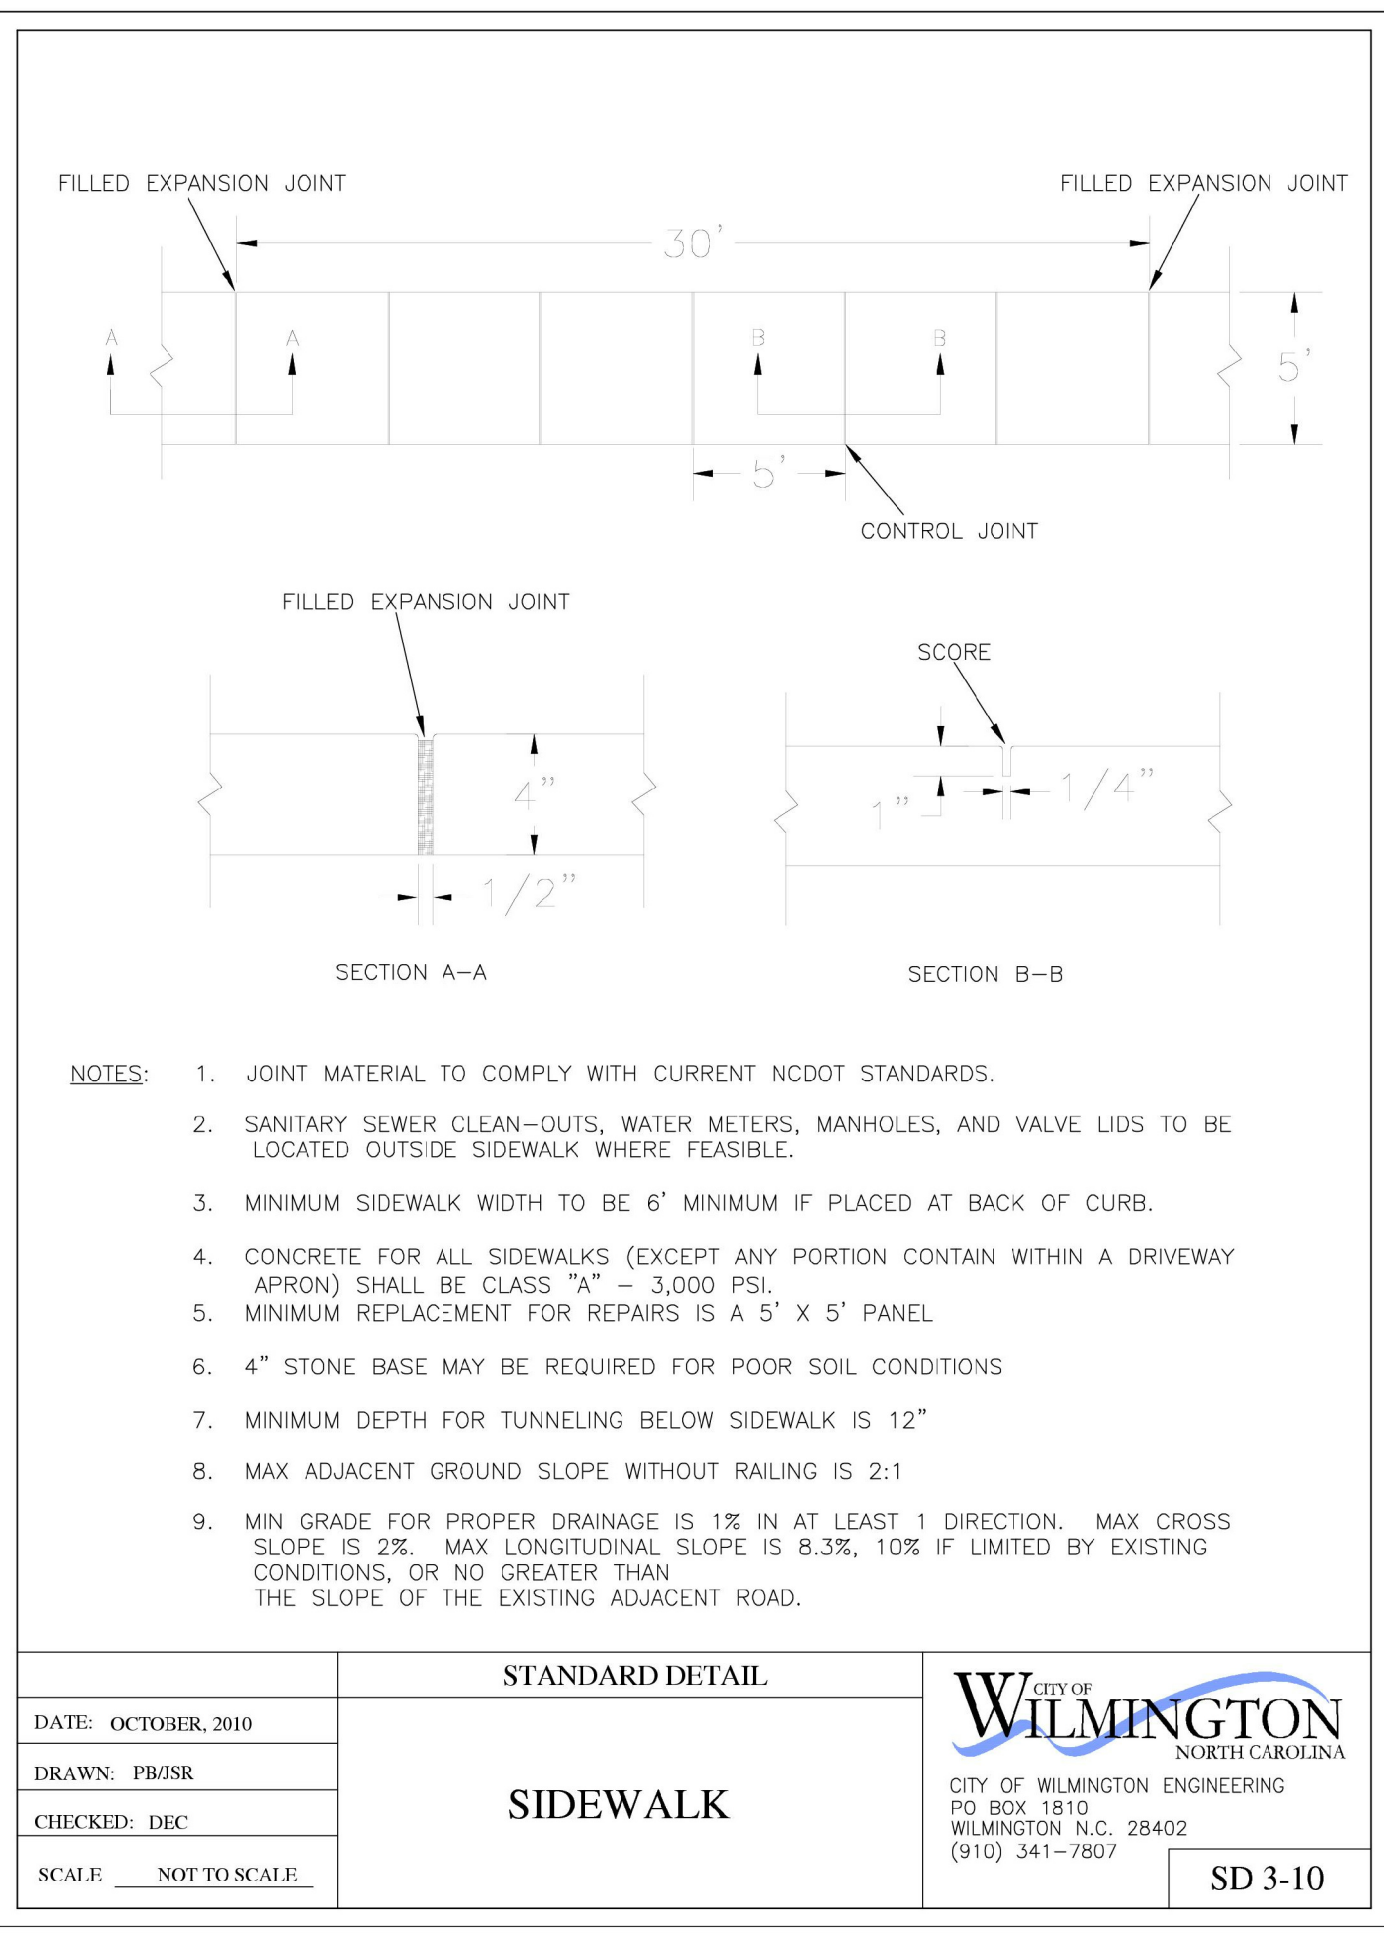 FILLED EXPANSION JOINT
FILLED EXPANSION JOINT
30'
A
A
B
B
5'
5'
CONTROL JOINT
FILLED EXPANSION JOINT
SCORE
4"
1"
1/4"
1/2"
SECTION A-A
SECTION B-B
NOTES: 1. JOINT MATERIAL TO COMPLY WITH CURRENT NCDOT STANDARDS.
2. SANITARY SEWER CLEAN-OUTS, WATER METERS, MANHOLES, AND VALVE LIDS TO BE
LOCATED OUTSIDE SIDEWALK WHERE FEASIBLE.
3. MINIMUM SIDEWALK WIDTH TO BE 6' MINIMUM IF PLACED AT BACK OF CURB.
4. CONCRETE FOR ALL SIDEWALKS (EXCEPT ANY PORTION CONTAIN WITHIN A DRIVEWAY
APRON) SHALL BE CLASS "A" – 3,000 PSI.
5. MINIMUM REPLACEMENT FOR REPAIRS IS A 5' X 5' PANEL
6. 4" STONE BASE MAY BE REQUIRED FOR POOR SOIL CONDITIONS
7. MINIMUM DEPTH FOR TUNNELING BELOW SIDEWALK IS 12"
8. MAX ADJACENT GROUND SLOPE WITHOUT RAILING IS 2:1
9. MIN GRADE FOR PROPER DRAINAGE IS 1% IN AT LEAST 1 DIRECTION. MAX CROSS
SLOPE IS 2%. MAX LONGITUDINAL SLOPE IS 8.3%, 10% IF LIMITED BY EXISTING
CONDITIONS, OR NO GREATER THAN
THE SLOPE OF THE EXISTING ADJACENT ROAD.
STANDARD DETAIL
DATE: OCTOBER, 2010
DRAWN: PB/JSR
CHECKED: DEC
SCALE NOT TO SCALE
SIDEWALK
CITY OF
WILMINGTON
NORTH CAROLINA
CITY OF WILMINGTON ENGINEERING
PO BOX 1810
WILMINGTON N.C. 28402
(910) 341-7807
SD 3-10